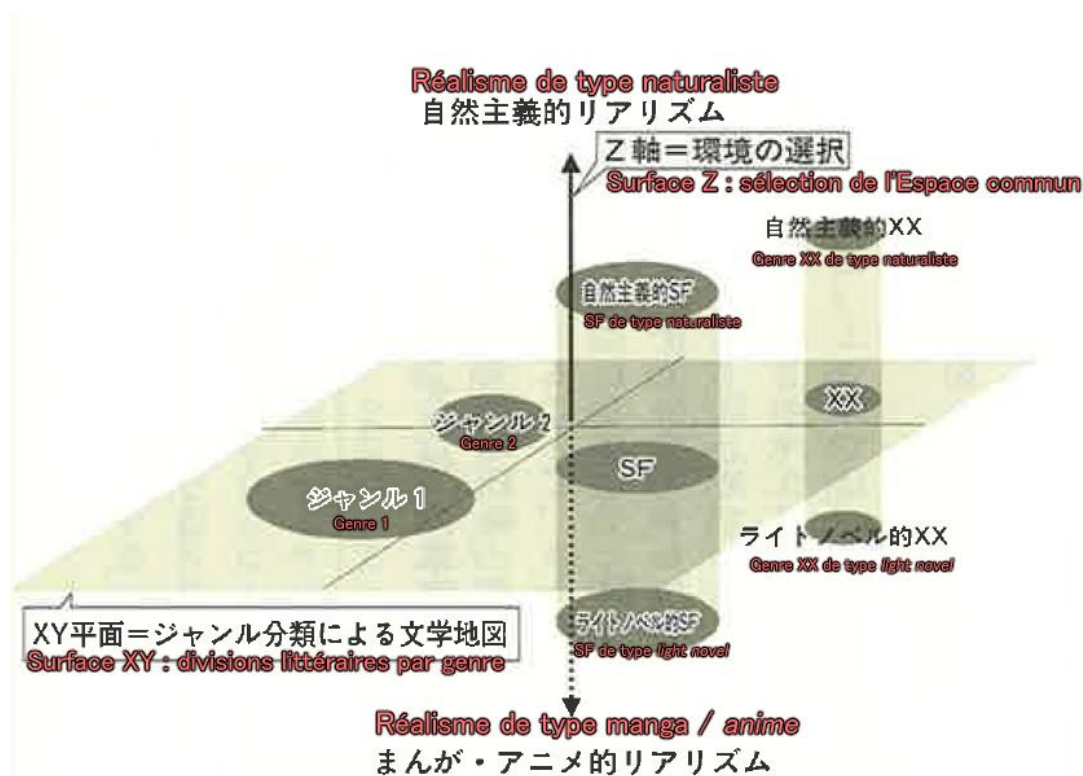 Réalisme de type naturaliste
自然主義的リアリズム
Z軸=環境の選択
Surface Z : sélection de l'Espace commun
自然主義的XX
Genre XX de type naturaliste
自然主義的SF
SF de type naturaliste
XX
ジャンル2
Genre 2
SF
ジャンル1
Genre 1
ライトノベル的XX
Genre XX de type light novel
XY平面=ジャンル分類による文学地図
Surface XY : divisions littéraires par genre
ライトノベル的SF
SF de type light novel
Réalisme de type manga / anime
まんが・アニメ的リアリズム